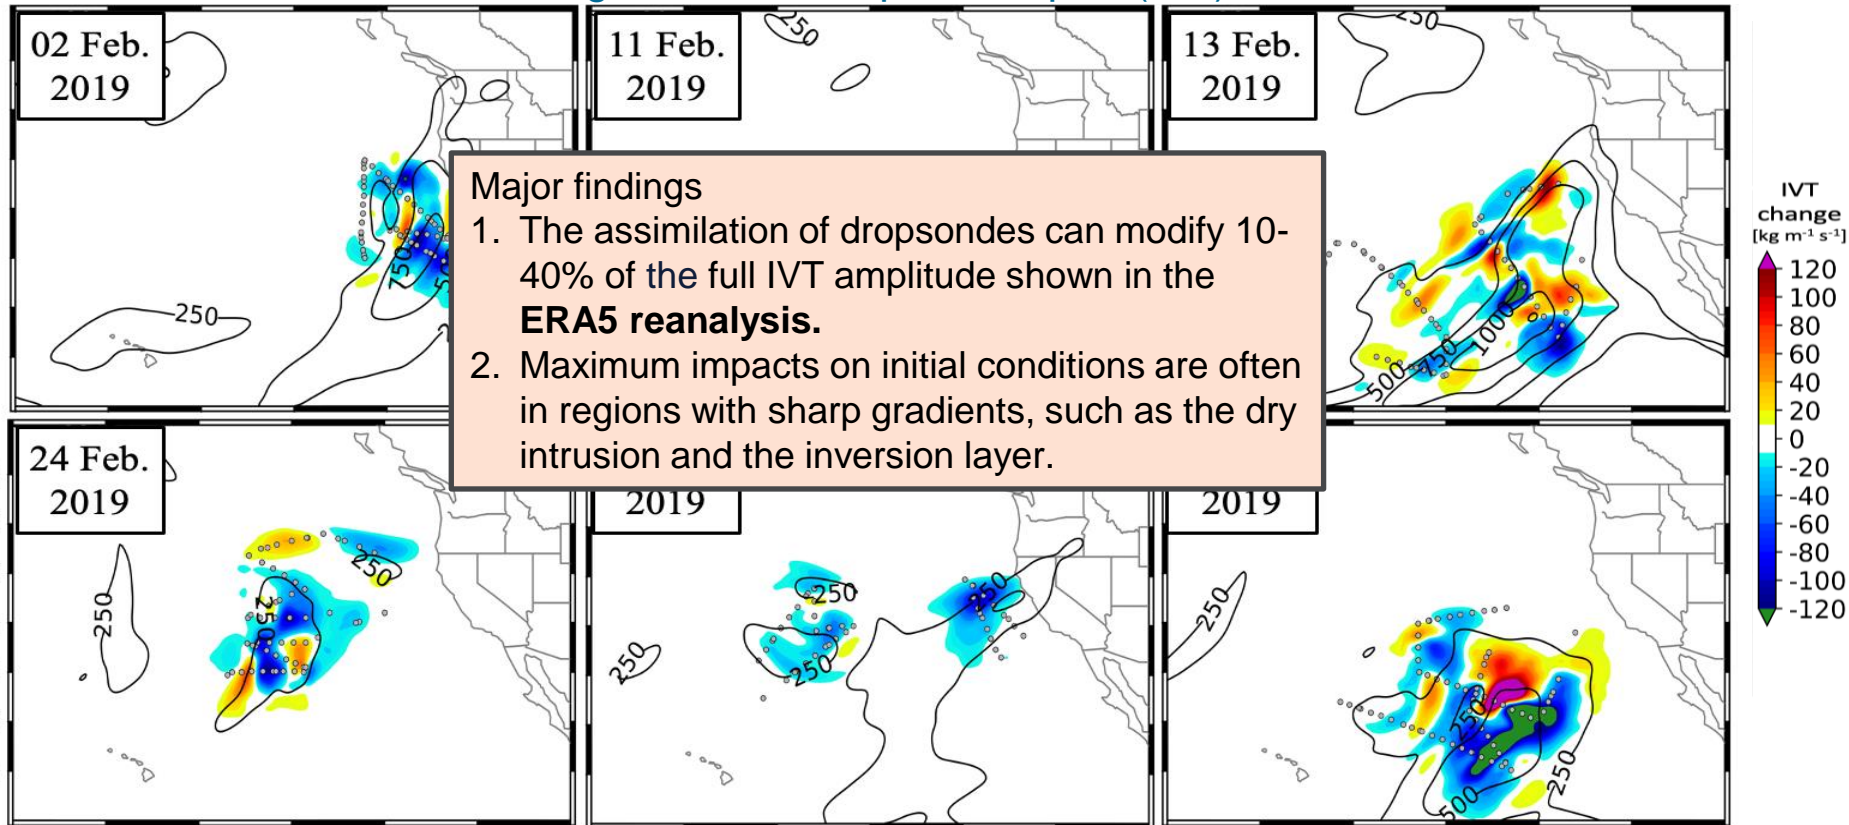 02 Feb.
2019
250
250
750
11 Feb.
2019
250
13 Feb.
2019
250
500
750
1000
Major findings
1. The assimilation of dropsondes can modify 10-
40% of the full IVT amplitude shown in the
ERA5 reanalysis.
2. Maximum impacts on initial conditions are often
in regions with sharp gradients, such as the dry
intrusion and the inversion layer.
IVT
change
[kg m⁻¹ s⁻¹]
120
100
80
60
40
20
0
-20
-40
-60
-80
-100
-120
24 Feb.
2019
250
250
250
2019
250
250
250
250
2019
250
250
500
250